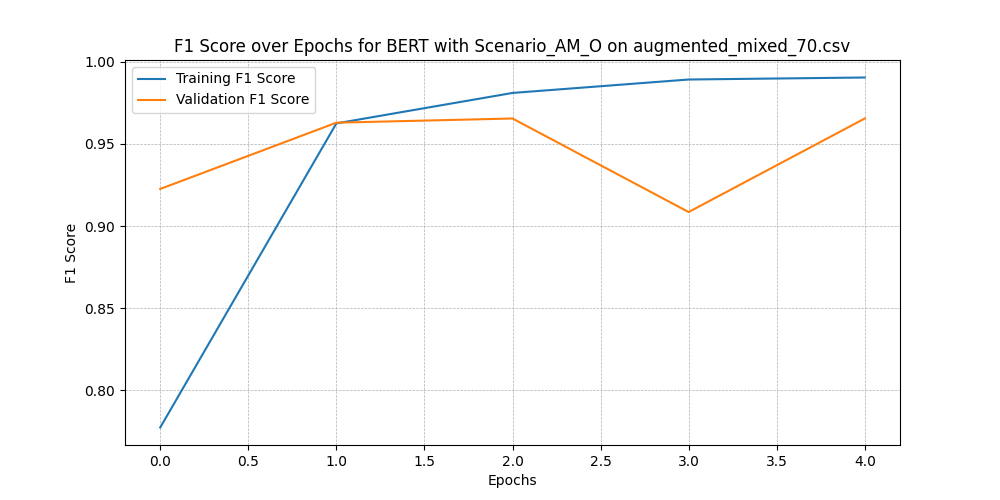 F1 Score over Epochs for BERT with Scenario_AM_O on augmented_mixed_70.csv
Training F1 Score
Validation F1 Score
1.00
0.95
0.90
0.85
0.80
F1 Score
0.0 0.5 1.0 1.5 2.0 2.5 3.0 3.5 4.0
Epochs